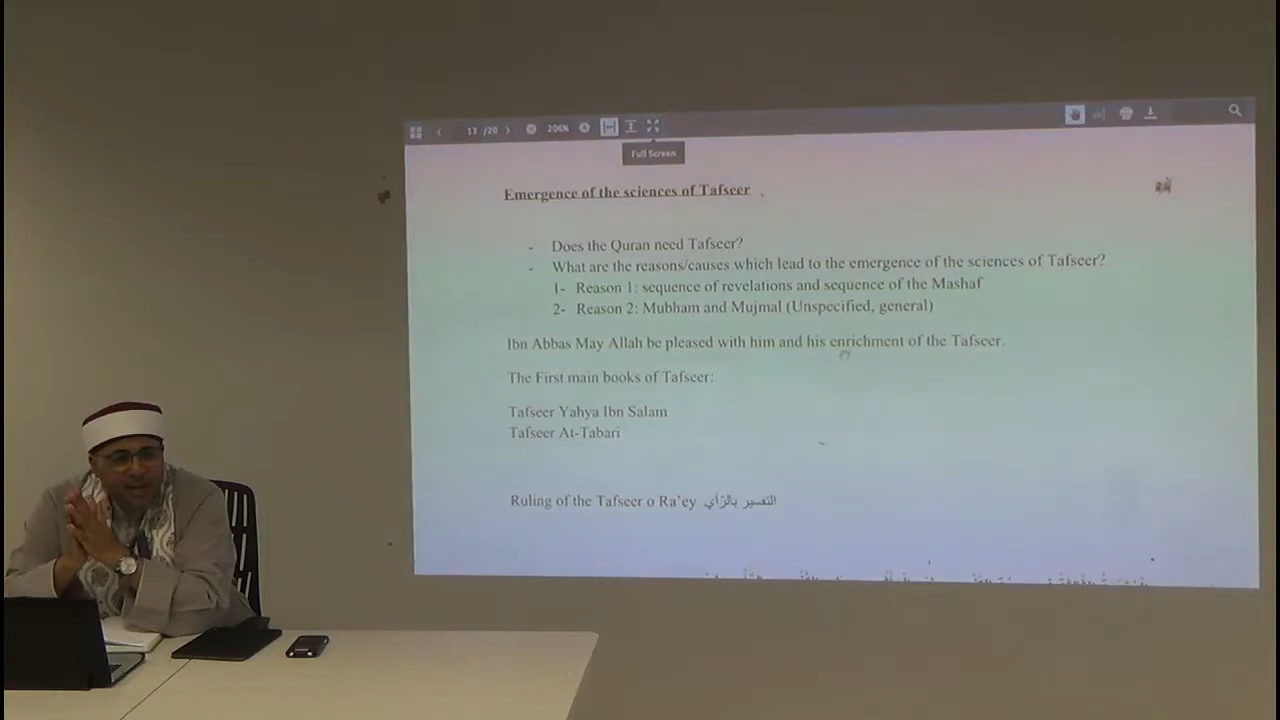 13 /20
206%
Full Screen
Emergence of the sciences of Tafseer .
- Does the Quran need Tafseer?
- What are the reasons/causes which lead to the emergence of the sciences of Tafseer?
1- Reason 1: sequence of revelations and sequence of the Mashaf
2- Reason 2: Mubham and Mujmal (Unspecified, general)
Ibn Abbas May Allah be pleased with him and his enrichment of the Tafseer.
The First main books of Tafseer:
Tafseer Yahya Ibn Salam
Tafseer At-Tabari
Ruling of the Tafseer o Ra’ey التفسير بالرّأي